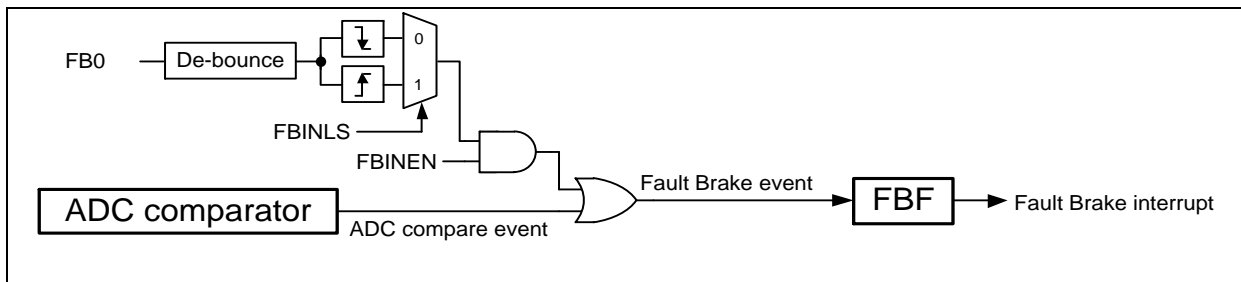 0
FB0
De-bounce
1
FBINLS
FBINEN
Fault Brake event
ADC comparator
FBF
Fault Brake interrupt
ADC compare event